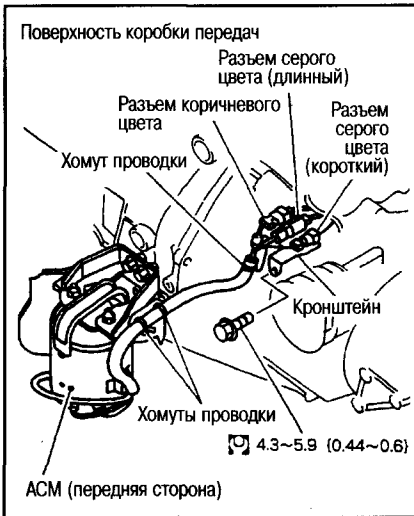 Поверхность коробки передач
Разъем серого
цвета (длинный)
Разъем коричневого
цвета
Разъем
серого
цвета
(короткий)
Хомут проводки
Кронштейн
Хомуты проводки
4.3~5.9 {0.44~0.6}
АСМ (передняя сторона)